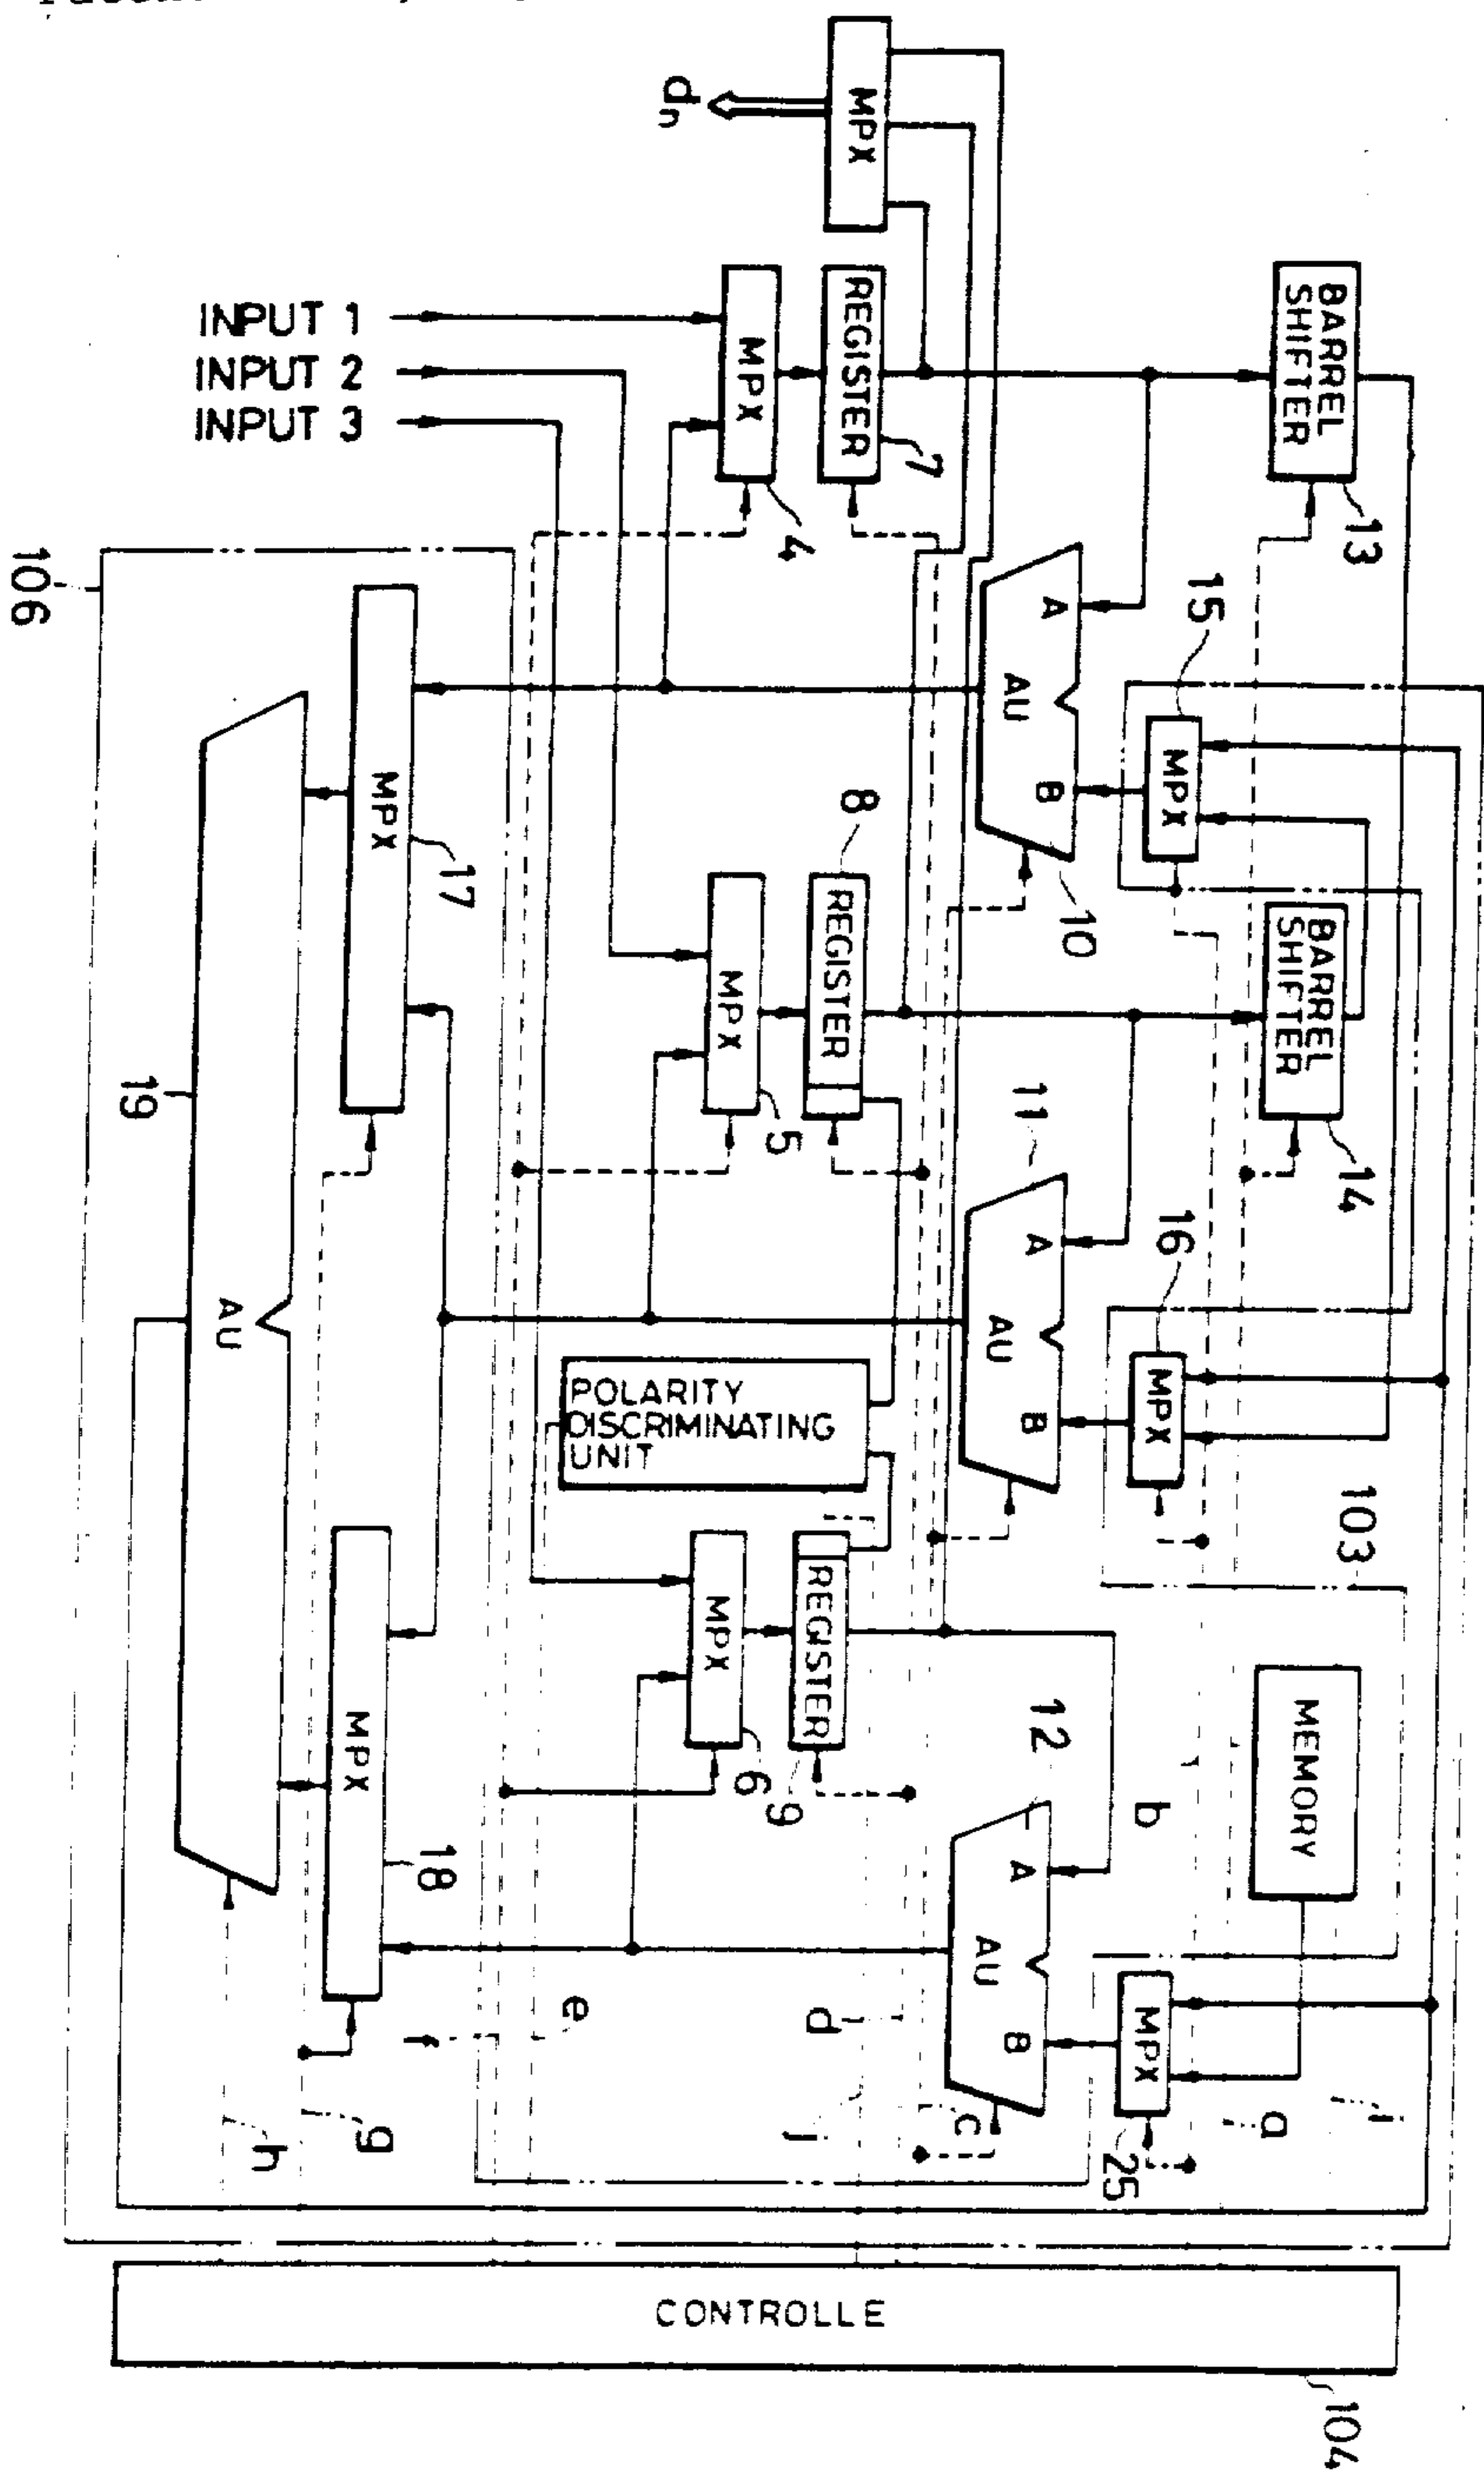 MPX
dn
INPUT 1
INPUT 2
INPUT 3
MPX
4
REGISTER
7
BARREL
SHIFTER
13
106
A
AU
B
10
15
MPX
MPX
17
8
REGISTER
MPX
5
BARREL
SHIFTER
14
11
A
AU
B
16
MPX
103
19
AU
POLARITY
DISCRIMINATING
UNIT
MPX
6
REGISTER
9
MPX
18
12
A
AU
B
b
MEMORY
MPX
25
a
i
c
d
j
e
g
h
CONTROLLE
104